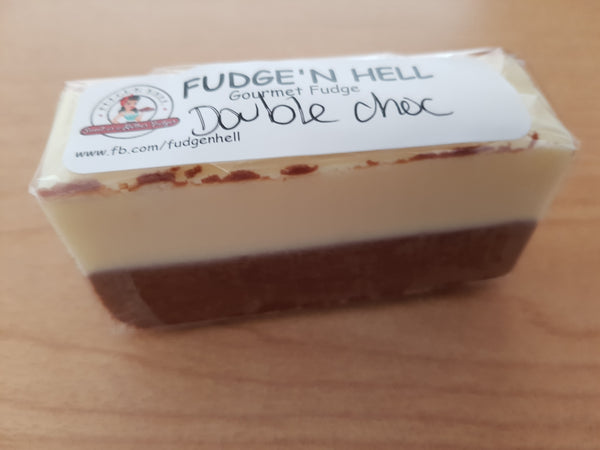 FUDGE'N HELL
Gourmet Fudge
Double choc
www.fb.com/fudgenhell